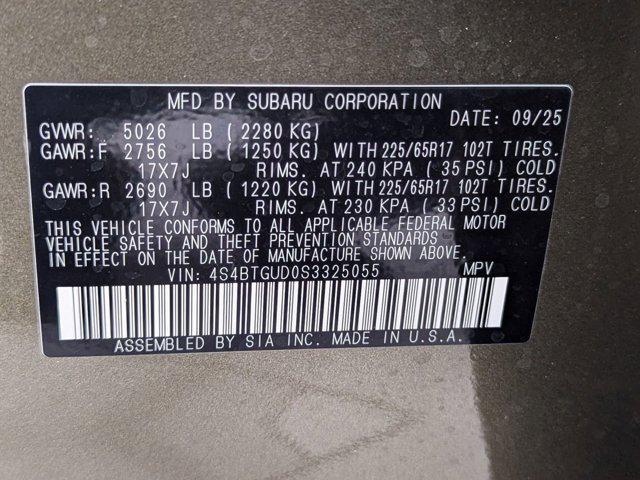 MFD BY SUBARU CORPORATION
DATE: 09/25
GVWR: 5026 LB (2280 KG)
GAWR:F 2756 LB (1250 KG) WITH 225/65R17 102T TIRES.
17X7J RIMS. AT 240 KPA (35 PSI) COLD
GAWR:R 2690 LB (1220 KG) WITH 225/65R17 102T TIRES.
17X7J RIMS. AT 230 KPA (33 PSI) COLD
THIS VEHICLE CONFORMS TO ALL APPLICABLE FEDERAL MOTOR
VEHICLE SAFETY AND THEFT PREVENTION STANDARDS
IN EFFECT ON THE DATE OF MANUFACTURE SHOWN ABOVE.
VIN: 4S4BTGUD0S3325055 MPV
ASSEMBLED BY SIA INC. MADE IN U.S.A.